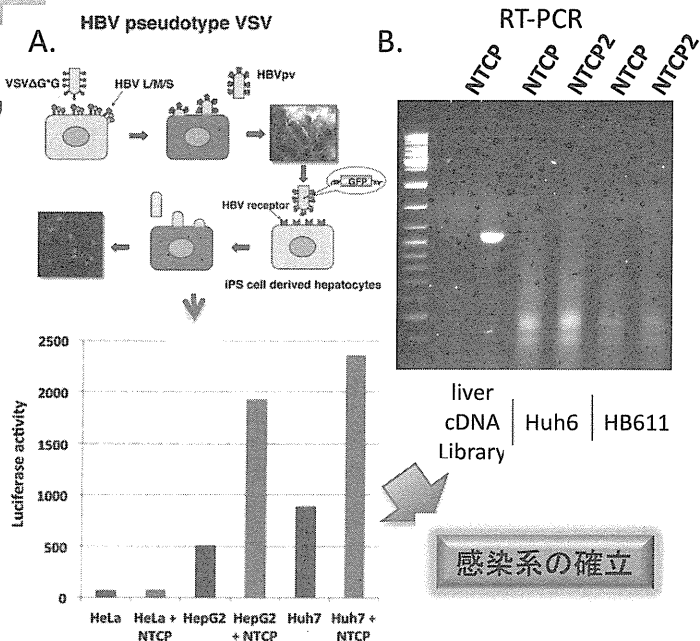 HBV pseudotype VSV
A.
VSVΔG*G
HBV L/M/S
HBVpv
GFP
HBV receptor
iPS cell derived hepatocytes
Luciferase activity
2500
2000
1500
1000
500
0
HeLa
HeLa + NTCP
HepG2
HepG2 + NTCP
Huh7
Huh7 + NTCP
B.
RT-PCR
NTCP
NTCP
NTCP2
NTCP
NTCP2
liver
cDNA
Library
Huh6
HB611
感染系の確立